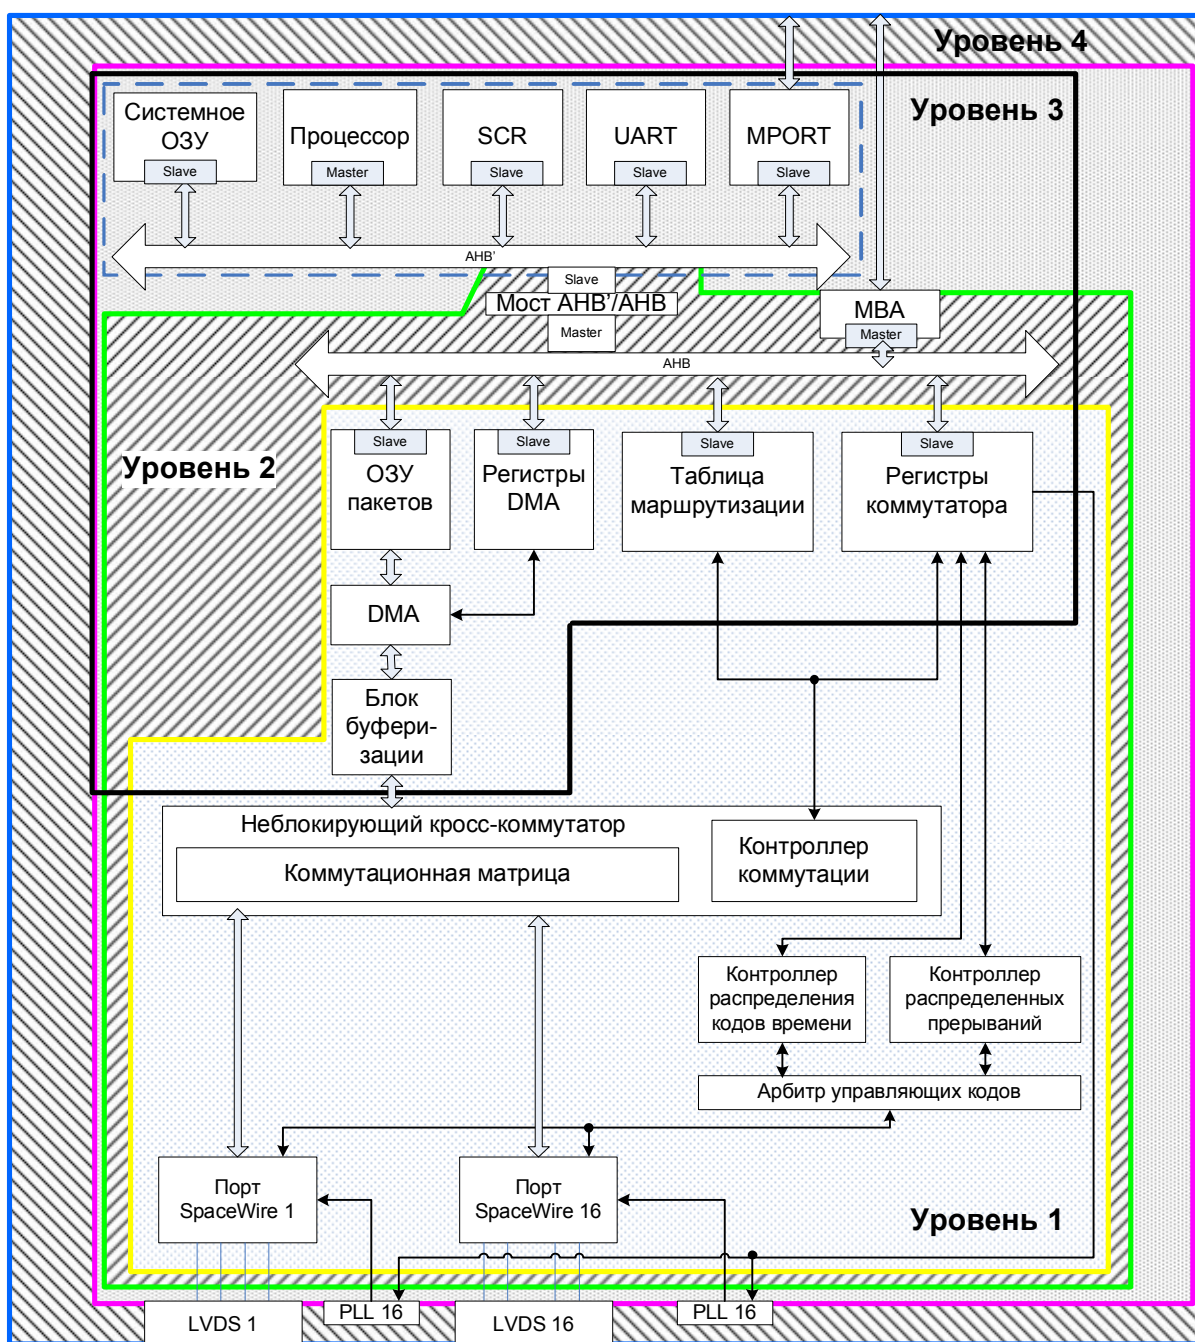 Уровень 4
Уровень 3
Системное
ОЗУ
Slave
Процессор
Master
SCR
Slave
UART
Slave
MPORT
Slave
AHB'
Slave
Мост AHB'/AHB
Master
MBA
Master
AHB
Уровень 2
Slave
ОЗУ
пакетов
Slave
Регистры
DMA
Slave
Таблица
маршрутизации
Slave
Регистры
коммутатора
DMA
Блок
буфери-
зации
Неблокирующий кросс-коммутатор
Коммутационная матрица
Контроллер
коммутации
Контроллер
распределения
кодов времени
Контроллер
распределенных
прерываний
Арбитр управляющих кодов
Порт
SpaceWire 1
Порт
SpaceWire 16
Уровень 1
LVDS 1
PLL 16
LVDS 16
PLL 16